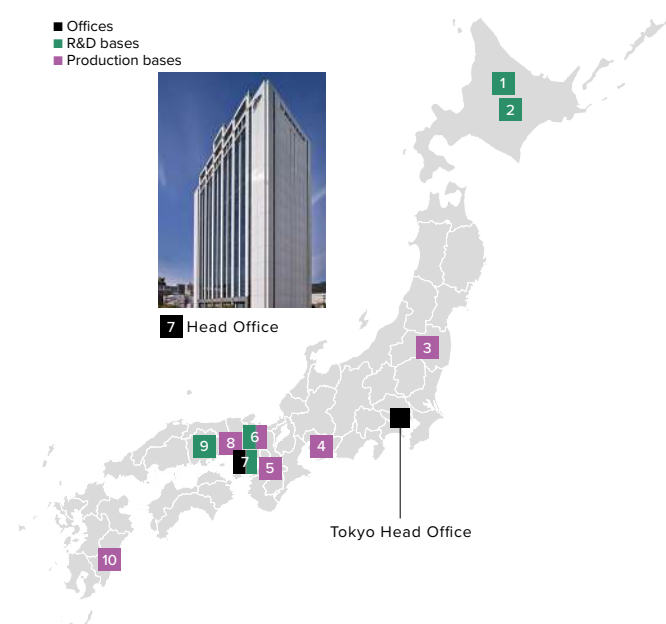 Offices
R&D bases
Production bases
1
2
7 Head Office
3
6
8
9
4
7
5
Tokyo Head Office
10